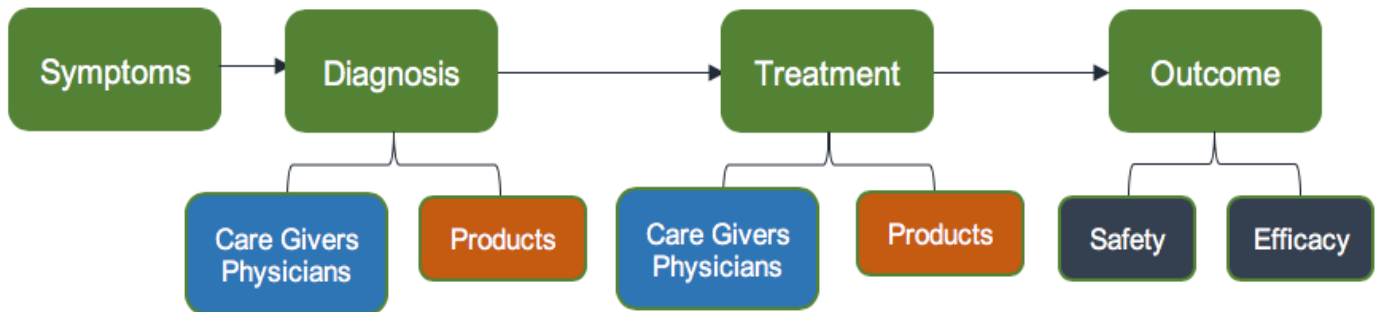 Symptoms
Diagnosis
Treatment
Outcome
Care Givers
Physicians
Products
Care Givers
Physicians
Products
Safety
Efficacy